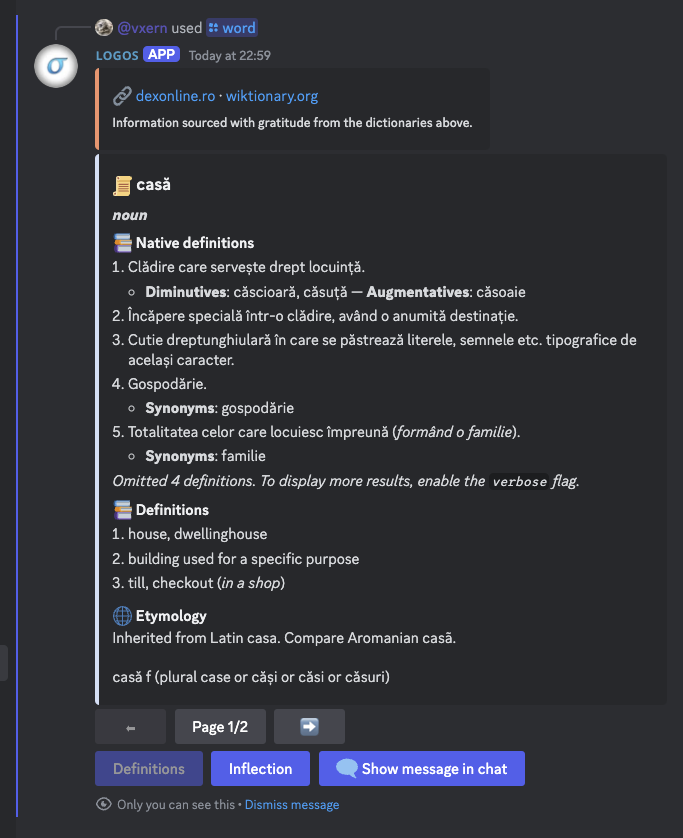 @vxern used word
LOGOS APP Today at 22:59
dexonline.ro · wiktionary.org
Information sourced with gratitude from the dictionaries above.
casă
noun
Native definitions
1. Clădire care servește drept locuință.
Diminutives: căscioară, căsuță — Augmentatives: căsoaie
2. Încăpere specială într-o clădire, având o anumită destinație.
3. Cutie dreptunghiulară în care se păstrează literele, semnele etc. tipografice de
același caracter.
4. Gospodărie.
Synonyms: gospodărie
5. Totalitatea celor care locuiesc împreună (formând o familie).
Synonyms: familie
Omitted 4 definitions. To display more results, enable the verbose flag.
Definitions
1. house, dwellinghouse
2. building used for a specific purpose
3. till, checkout (in a shop)
Etymology
Inherited from Latin casa. Compare Aromanian casã.
casă f (plural case or căși or căsi or căsuri)
Page 1/2
Definitions Inflection Show message in chat
Only you can see this • Dismiss message